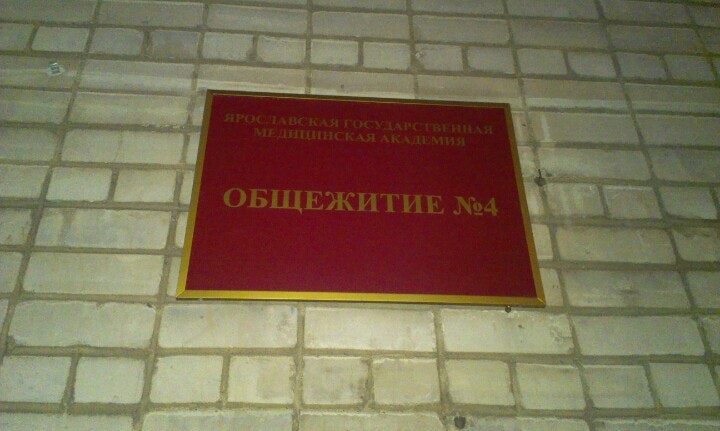 ЯРОСЛАВСКАЯ ГОСУДАРСТВЕННАЯ
МЕДИЦИНСКАЯ АКАДЕМИЯ
ОБЩЕЖИТИЕ №4